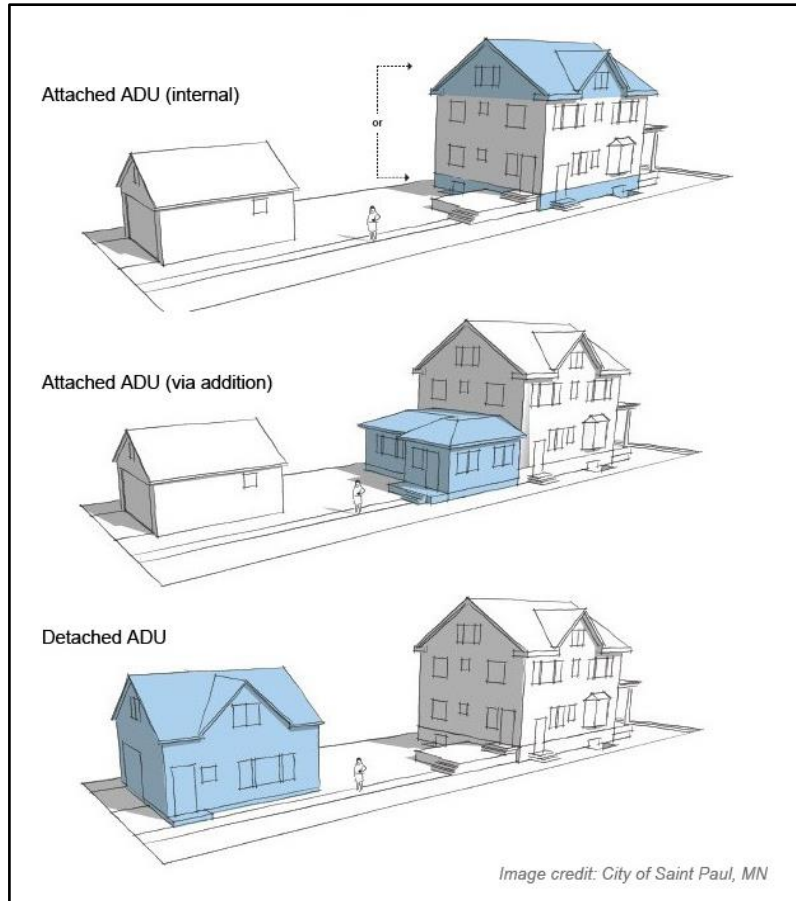 Attached ADU (internal)
or
Attached ADU (via addition)
Detached ADU
Image credit: City of Saint Paul, MN